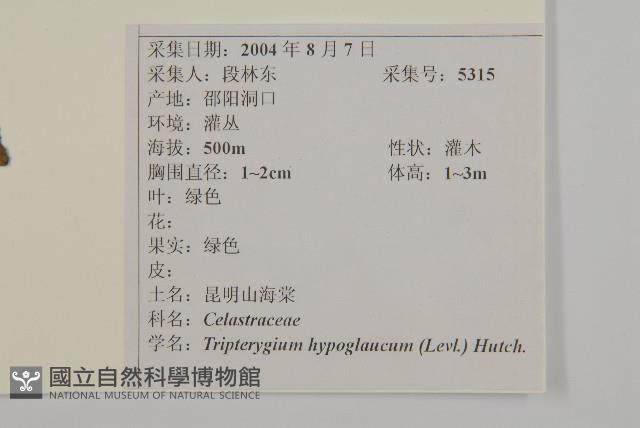 采集日期：2004 年 8 月 7 日
采集人：段林东 采集号：5315
产地：邵阳洞口
环境：灌丛
海拔：500m 性状：灌木
胸围直径：1~2cm 体高：1~3m
叶：绿色
花：
果实：绿色
皮：
土名：昆明山海棠
科名：Celastraceae
学名：Tripterygium hypoglaucum (Levl.) Hutch.
國立自然科學博物館
NATIONAL MUSEUM OF NATURAL SCIENCE